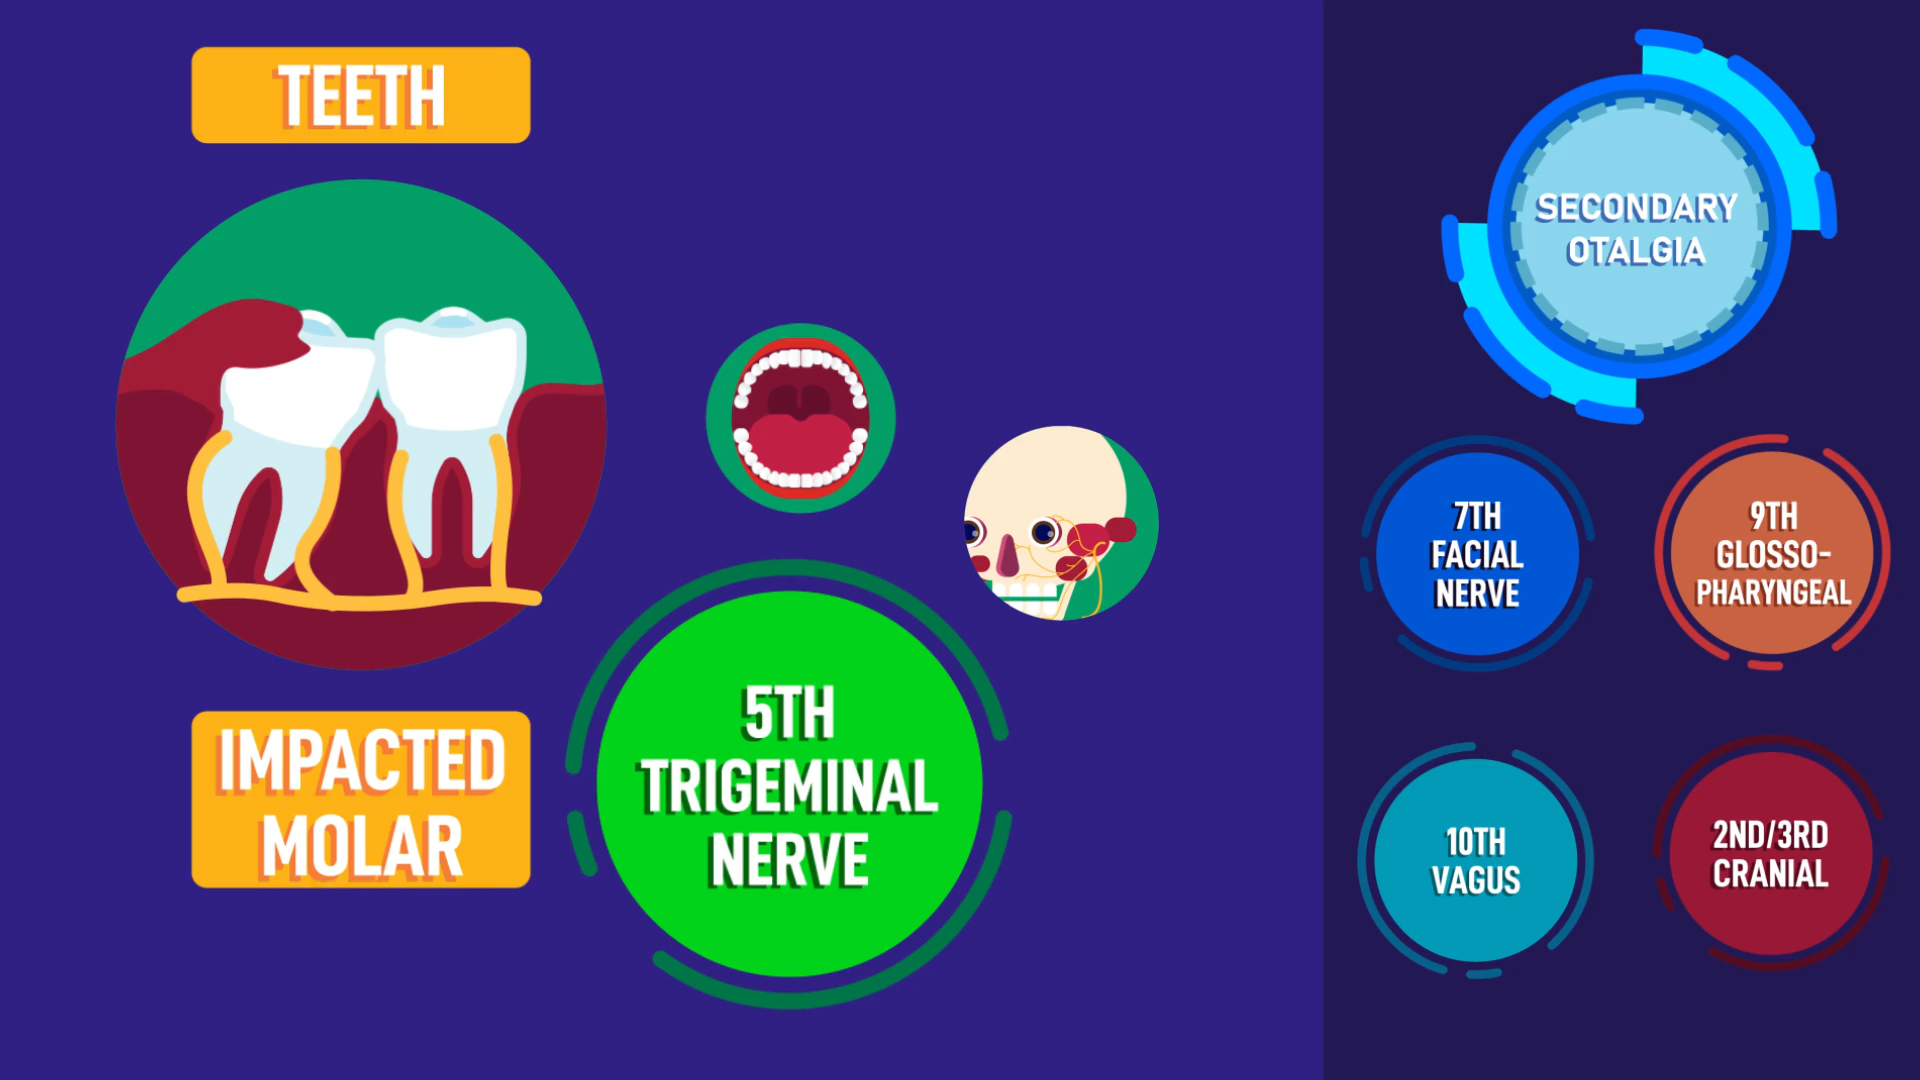 TEETH
IMPACTED
MOLAR
5TH
TRIGEMINAL
NERVE
SECONDARY
OTALGIA
7TH
FACIAL
NERVE
9TH
GLOSSO-
PHARYNGEAL
10TH
VAGUS
2ND/3RD
CRANIAL